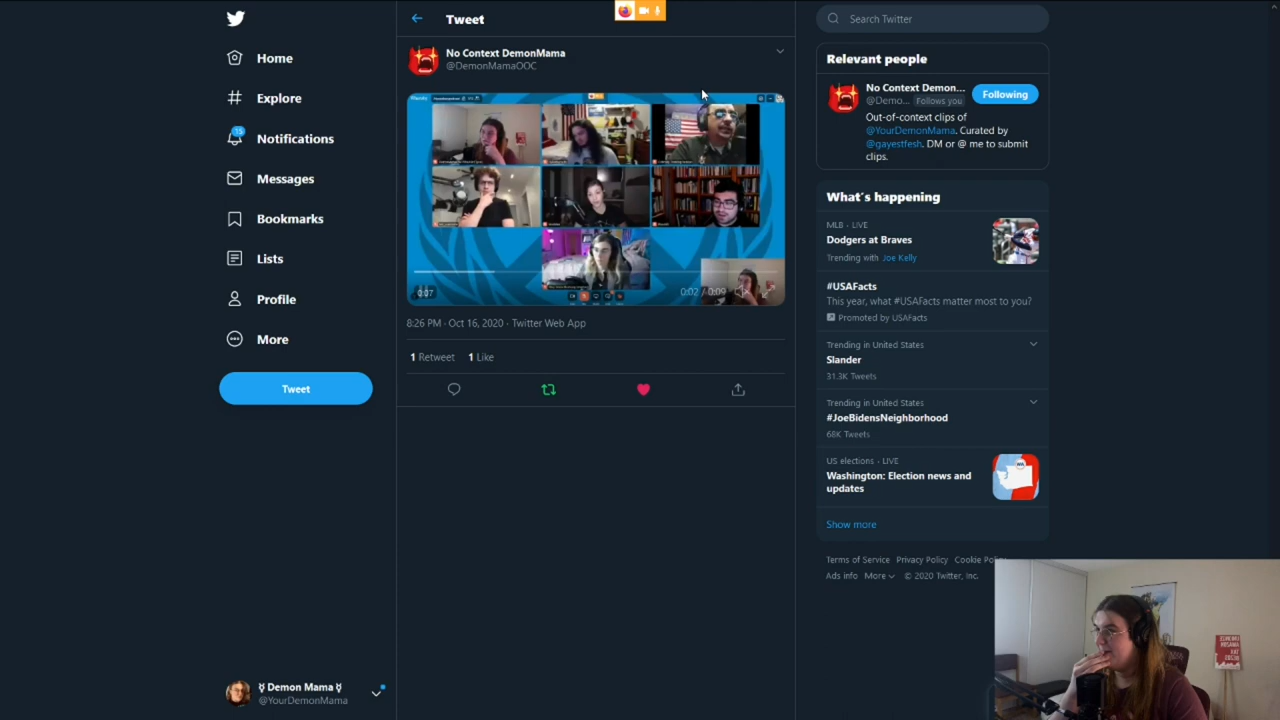 Home
Explore
15
Notifications
Messages
Bookmarks
Lists
Profile
More
Tweet
☿ Demon Mama ☿
@YourDemonMama
Tweet
No Context DemonMama
@DemonMamaOOC
0:07
0:02 / 0:09
8:26 PM · Oct 16, 2020 · Twitter Web App
1 Retweet 1 Like
Search Twitter
Relevant people
No Context Demon...
@Demo... Follows you
Following
Out-of-context clips of
@YourDemonMama. Curated by
@gayestfesh. DM or @ me to submit
clips.
What's happening
MLB · LIVE
Dodgers at Braves
Trending with Joe Kelly
#USAFacts
This year, what #USAFacts matter most to you?
Promoted by USAFacts
Trending in United States
Slander
31.3K Tweets
Trending in United States
#JoeBidensNeighborhood
68K Tweets
US elections · LIVE
Washington: Election news and
updates
Show more
Terms of Service Privacy Policy Cookie
Ads info More © 2020 Twitter, Inc.